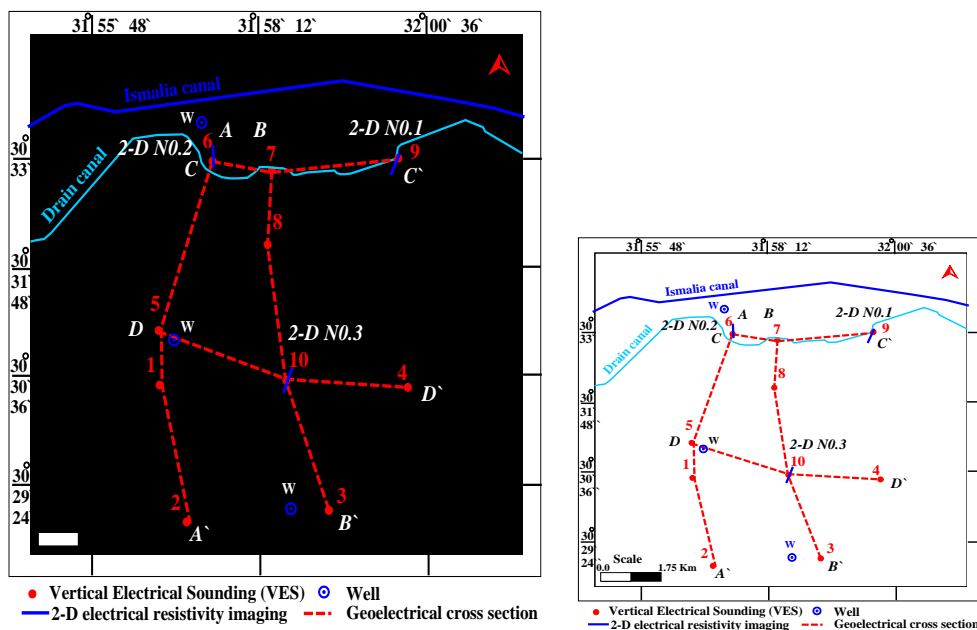 31° 55` 48`` 31° 58` 12`` 32° 00` 36``
Ismalia canal
W
A B 2-D N0.1
6 7 9
2-D N0.2
C C`
30° 33`
Drain canal
8
30° 31` 48``
5
D W 2-D N0.3
1 10 4
30° 30` 36`` D`
30° 29` 24``
W 3
2 B`
A`
Vertical Electrical Sounding (VES) Well
2-D electrical resistivity imaging Geoelectrical cross section
31° 55` 48`` 31° 58` 12`` 32° 00` 36``
Ismalia canal
W
A B 2-D N0.1
6 7 9
2-D N0.2
C C`
30° 33`
Drain canal
8
30° 31` 48``
5
D W 2-D N0.3
1 10 4
30° 30` 36`` D`
30° 29` 24``
W 3
2 B`
A`
Scale
0.0 1.75 Km
Vertical Electrical Sounding (VES) Well
2-D electrical resistivity imaging Geoelectrical cross section